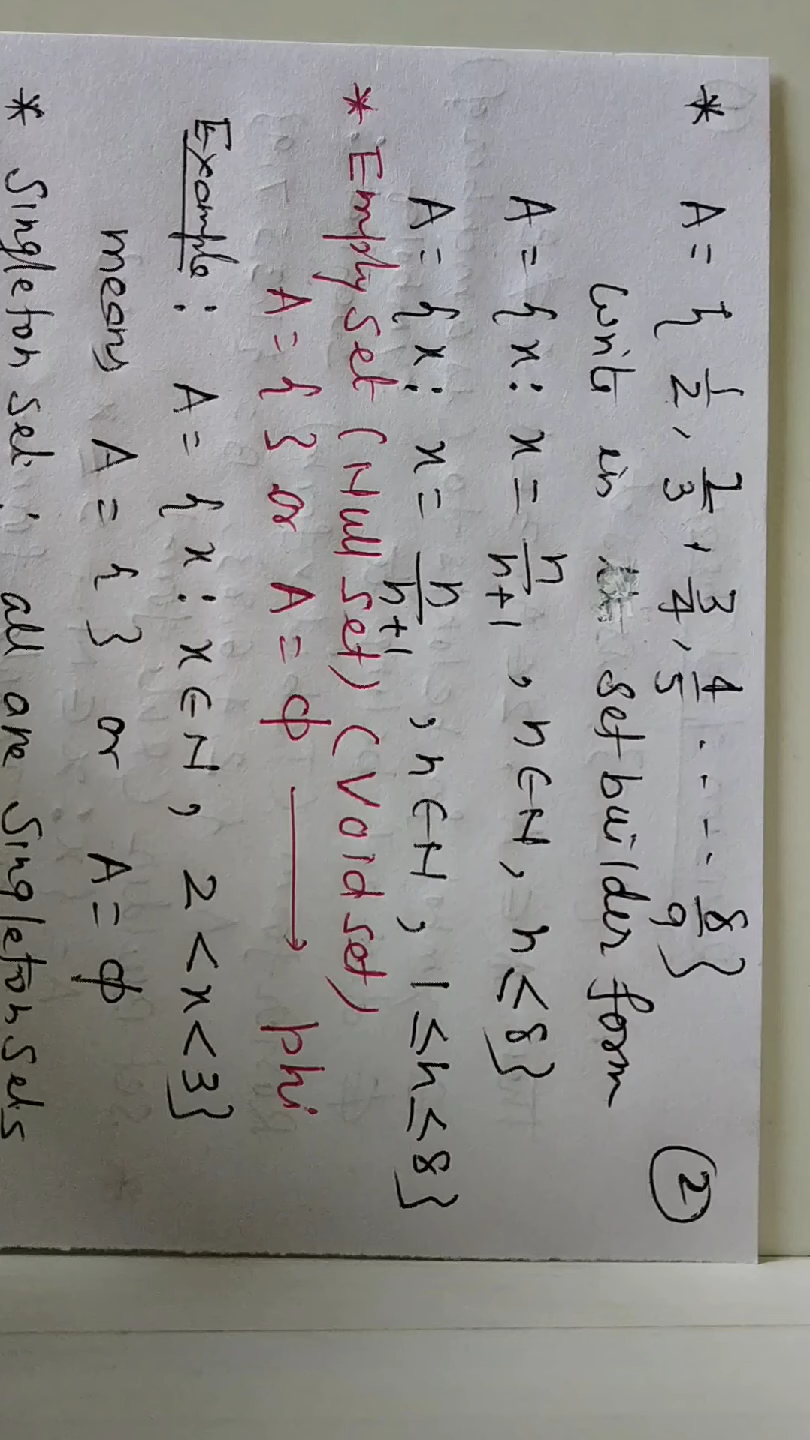 * A = { 1/2, 2/3, 3/4, 4/5 .... 8/9 } ②
Write in set builder form
A = { x : x = n/n+1 , n ∈ N, n ≤ 8}
A = { x : x = n/n+1 , n ∈ N , 1 ≤ n ≤ 8}
* Empty Set (Null Set) (Void set)
A = { } or A = ϕ ⟶ phi
Example : A = { x : x ∈ N , 2 < x < 3}
means A = { } or A = ϕ
* Singleton set : all are Singleton Sets